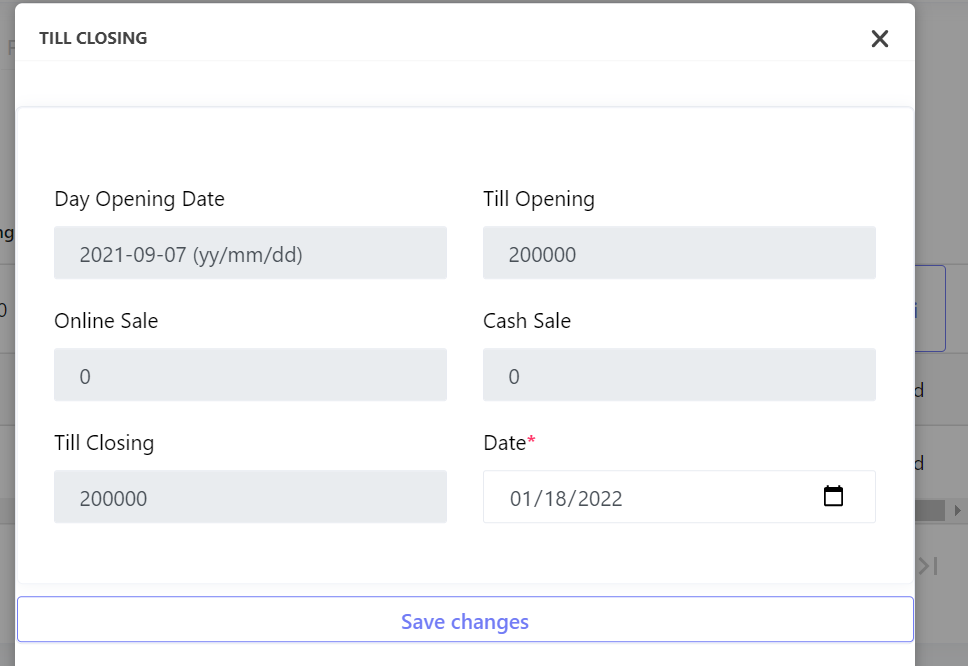 TILL CLOSING
Day Opening Date
Till Opening
2021-09-07 (yy/mm/dd)
200000
Online Sale
Cash Sale
0
0
Till Closing
Date*
200000
01/18/2022
Save changes